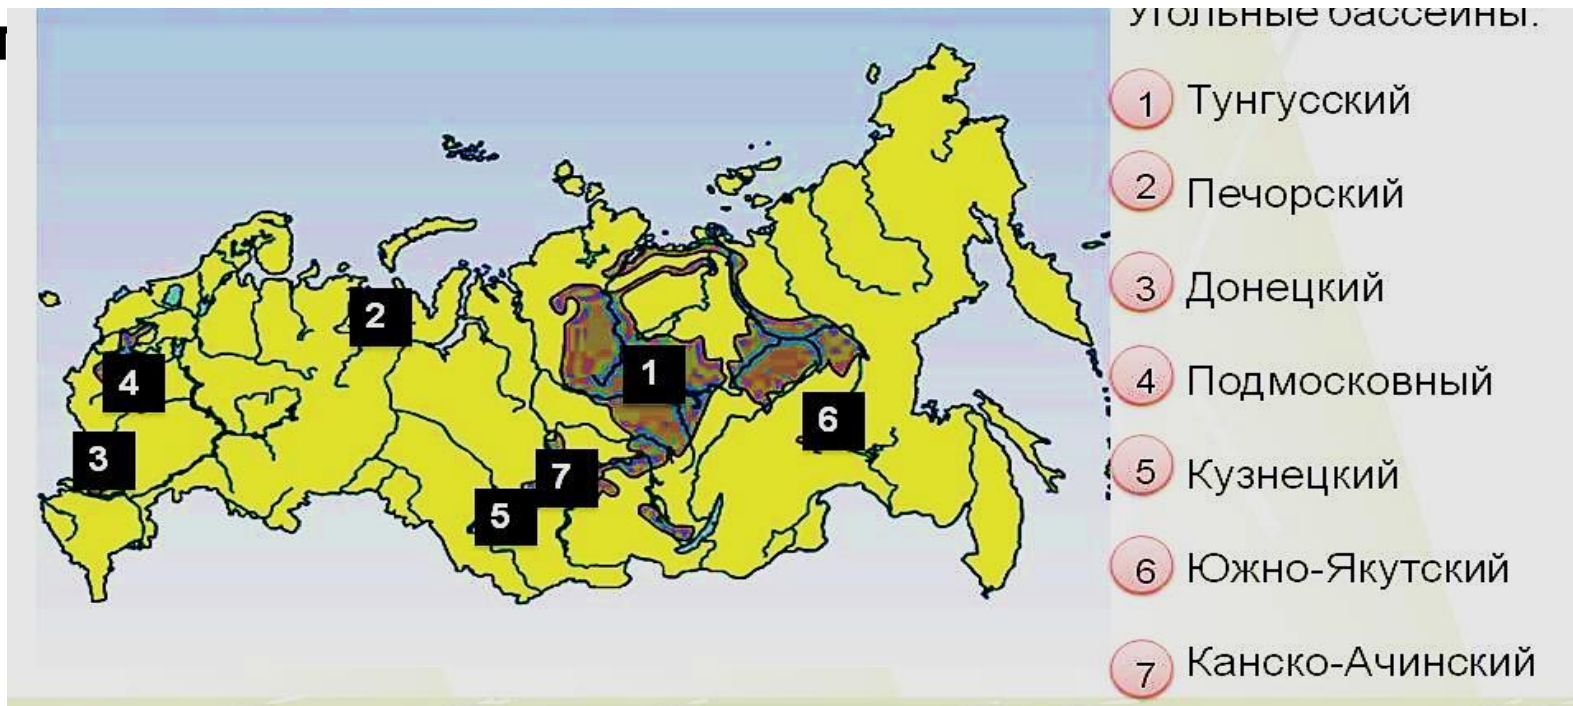 Угольные бассейны:
1 Тунгусский
2 Печорский
3 Донецкий
4 Подмосковный
5 Кузнецкий
6 Южно-Якутский
7 Канско-Ачинский
2
1
4
6
3
7
5